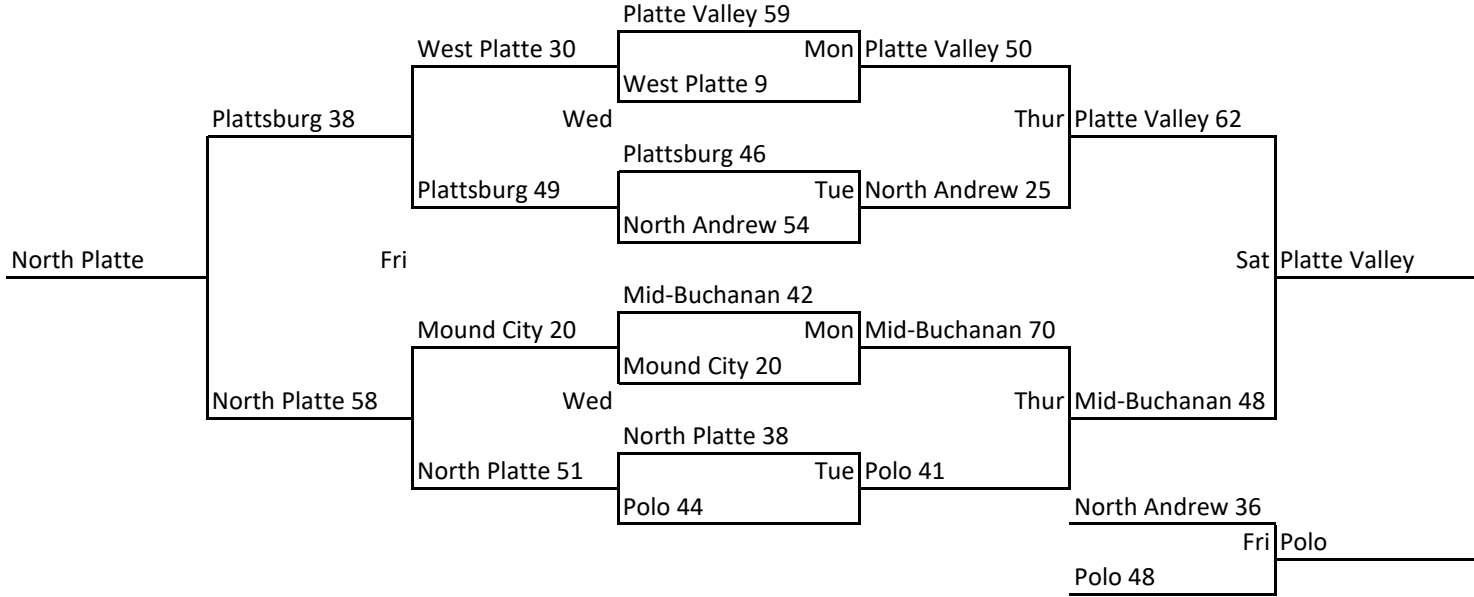 Platte Valley 59
West Platte 30
Mon
Platte Valley 50
West Platte 9
Plattsburg 38
Wed
Thur
Platte Valley 62
Plattsburg 46
Plattsburg 49
Tue
North Andrew 25
North Andrew 54
North Platte
Fri
Sat
Platte Valley
Mid-Buchanan 42
Mound City 20
Mon
Mid-Buchanan 70
Mound City 20
North Platte 58
Wed
Thur
Mid-Buchanan 48
North Platte 38
North Platte 51
Tue
Polo 41
Polo 44
North Andrew 36
Fri
Polo
Polo 48